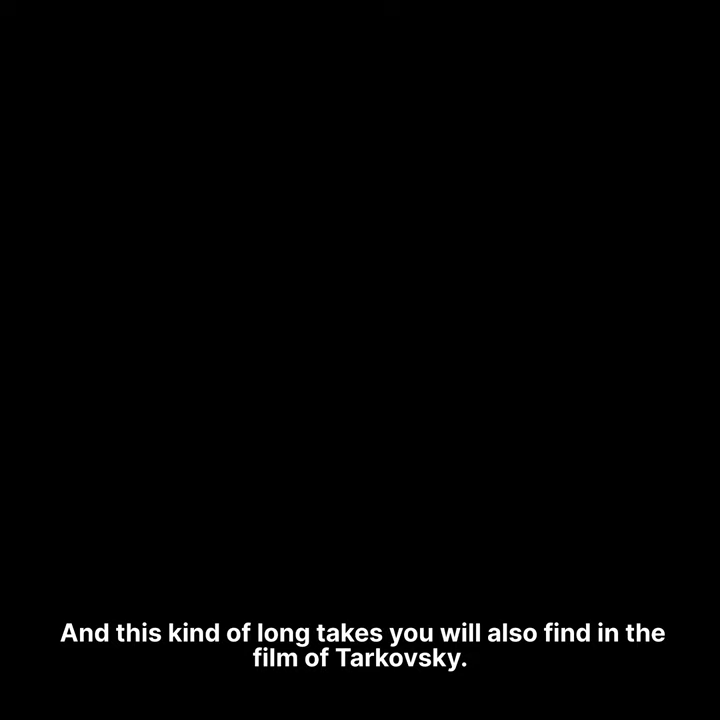 And this kind of long takes you will also find in the
film of Tarkovsky.